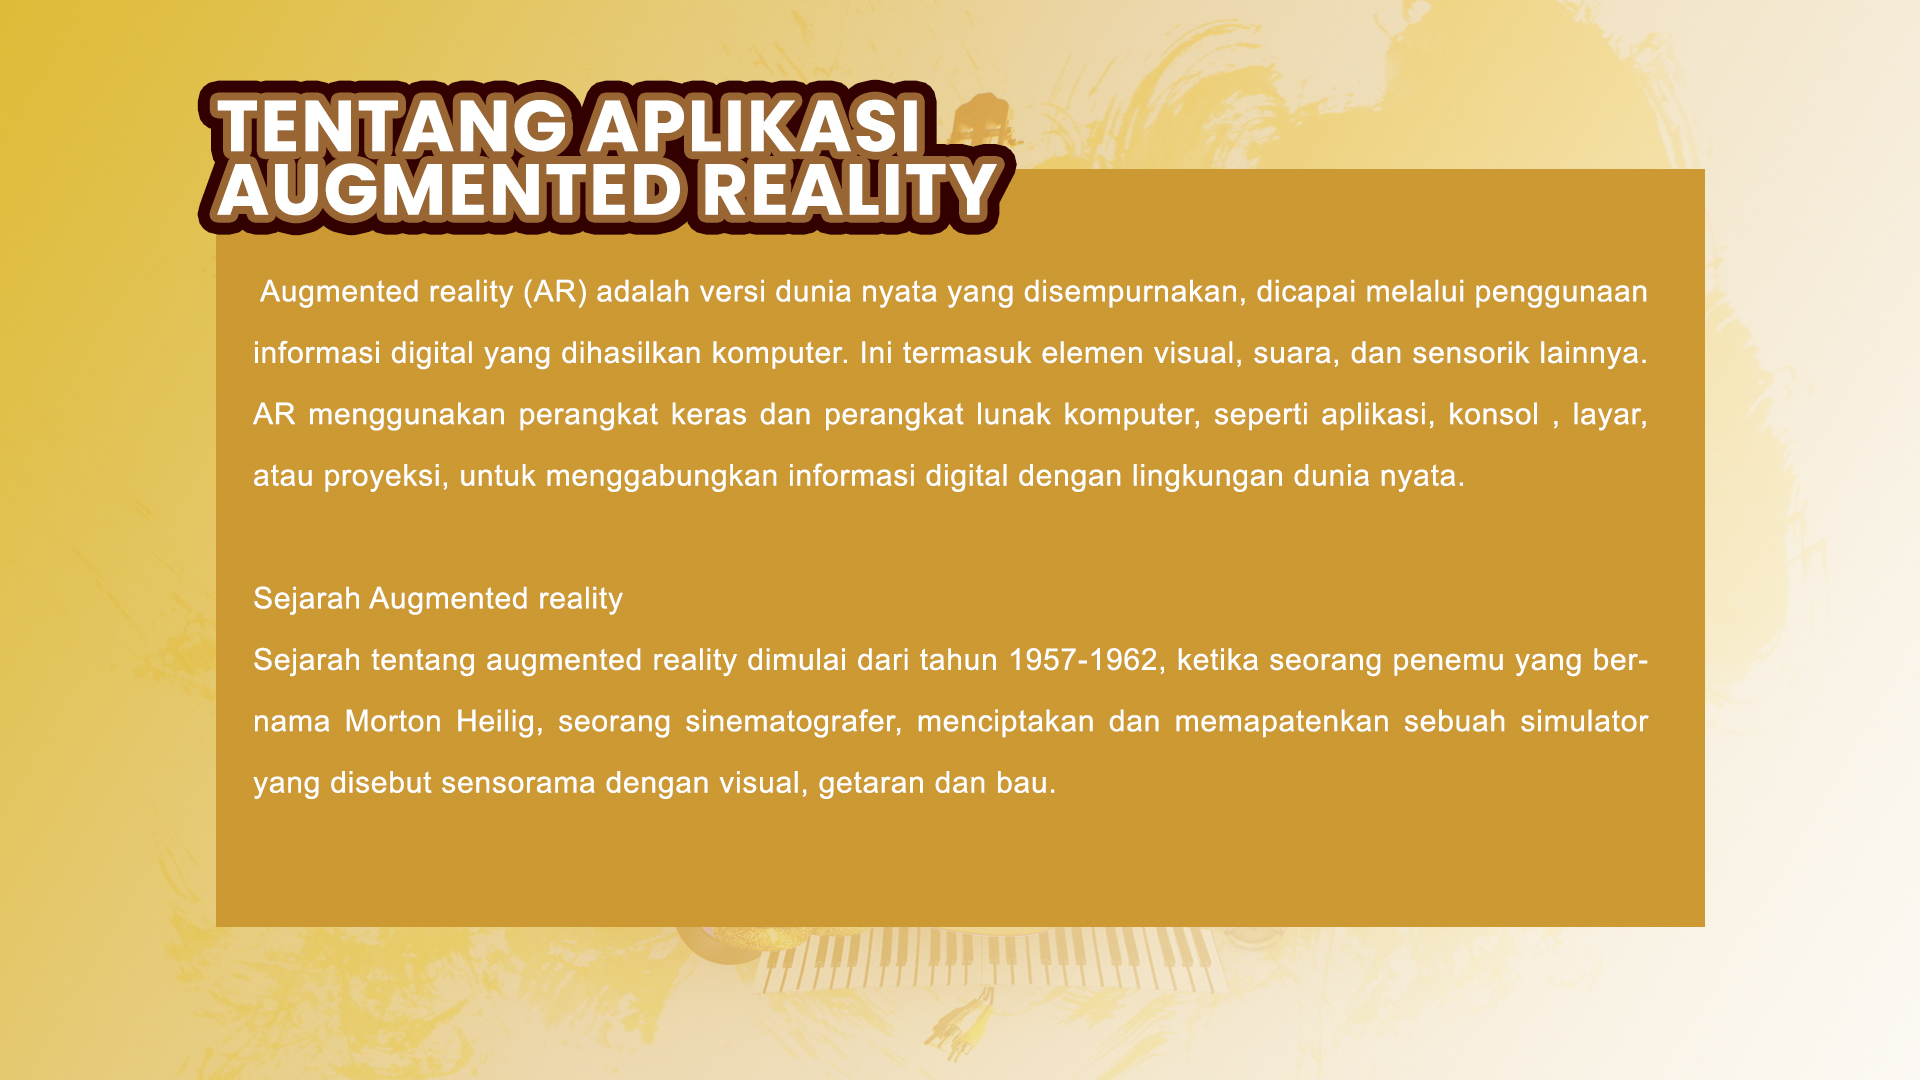 TENTANG APLIKASI
AUGMENTED REALITY
Augmented reality (AR) adalah versi dunia nyata yang disempurnakan, dicapai melalui penggunaan
informasi digital yang dihasilkan komputer. Ini termasuk elemen visual, suara, dan sensorik lainnya.
AR menggunakan perangkat keras dan perangkat lunak komputer, seperti aplikasi, konsol , layar,
atau proyeksi, untuk menggabungkan informasi digital dengan lingkungan dunia nyata.
Sejarah Augmented reality
Sejarah tentang augmented reality dimulai dari tahun 1957-1962, ketika seorang penemu yang ber-
nama Morton Heilig, seorang sinematografer, menciptakan dan memapatenkan sebuah simulator
yang disebut sensorama dengan visual, getaran dan bau.